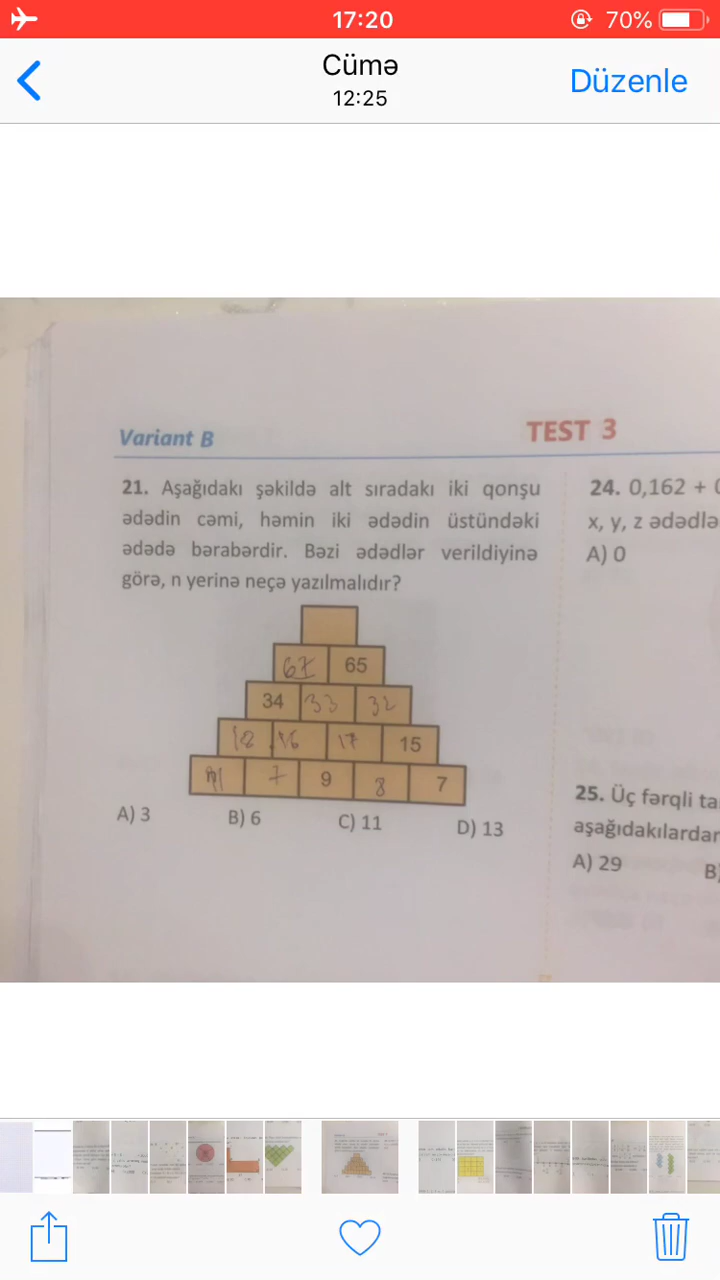 17:20
70%
Cümə
12:25
Düzenle
Variant B
TEST 3
21. Aşağıdakı şəkildə alt sıradakı iki qonşu
ədədin cəmi, həmin iki ədədin üstündəki
ədədə bərabərdir. Bəzi ədədlər verildiyinə
görə, n yerinə neçə yazılmalıdır?
67 65
34 33 32
18 16 17 15
7 9 8 7
A) 3 B) 6 C) 11 D) 13
24. 0,162 +
x, y, z ədədlə
A) 0
25. Üç fərqli ta
aşağıdakılardan
A) 29 B)